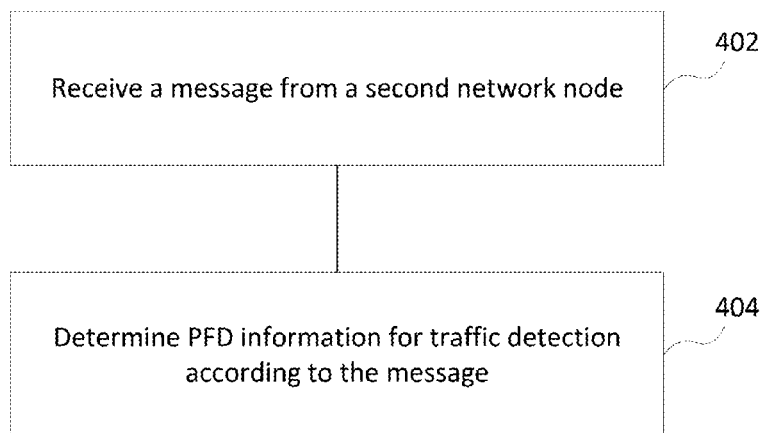 Receive a message from a second network node
402
Determine PFD information for traffic detection
according to the message
404